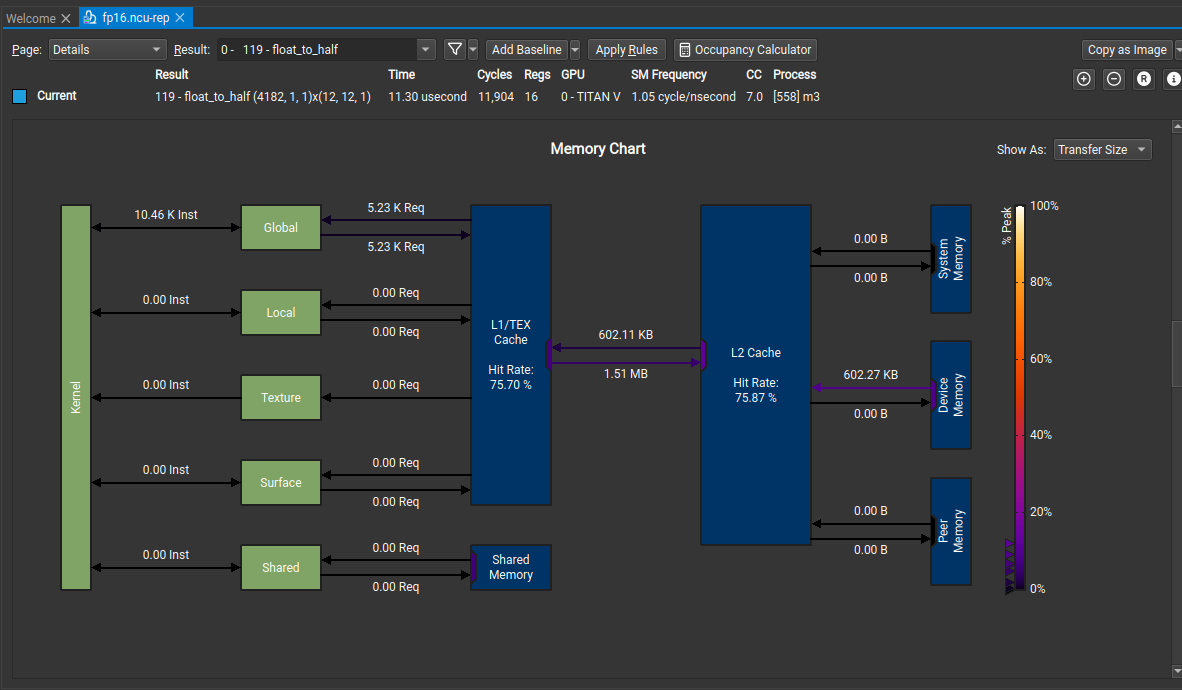 Welcome
fp16.ncu-rep
Page: Details Result: 0 - 119 - float_to_half Add Baseline Apply Rules Occupancy Calculator Copy as Image
Result Time Cycles Regs GPU SM Frequency CC Process
Current 119 - float_to_half (4182, 1, 1)x(12, 12, 1) 11.30 usecond 11,904 16 0 - TITAN V 1.05 cycle/nsecond 7.0 [558] m3
R
i
Memory Chart
Show As: Transfer Size
Kernel
10.46 K Inst
Global
5.23 K Req
5.23 K Req
0.00 Inst
Local
0.00 Req
0.00 Req
0.00 Inst
Texture
0.00 Req
0.00 Inst
Surface
0.00 Req
0.00 Req
0.00 Inst
Shared
0.00 Req
0.00 Req
L1/TEX
Cache
Hit Rate:
75.70 %
Shared
Memory
602.11 KB
1.51 MB
L2 Cache
Hit Rate:
75.87 %
0.00 B
0.00 B
System
Memory
602.27 KB
0.00 B
Device
Memory
0.00 B
0.00 B
Peer
Memory
% Peak
100%
80%
60%
40%
20%
0%